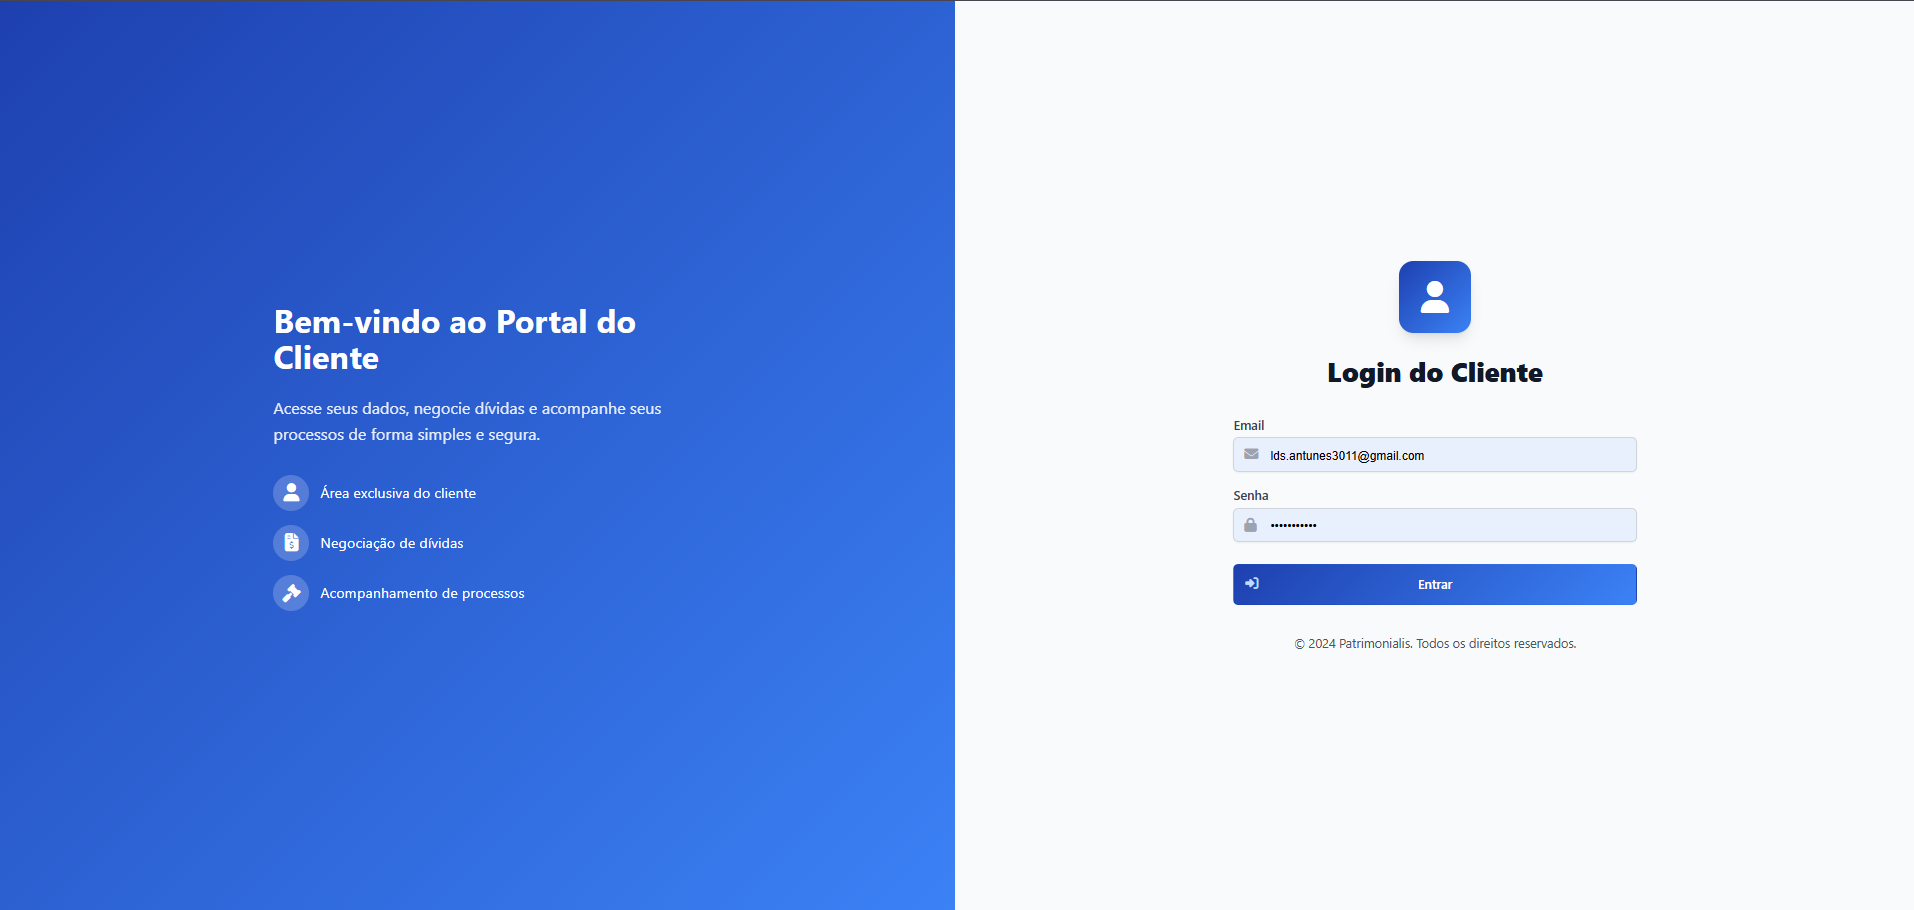 Bem-vindo ao Portal do
Cliente
Acesse seus dados, negocie dívidas e acompanhe seus
processos de forma simples e segura.
Área exclusiva do cliente
Negociação de dívidas
Acompanhamento de processos
Login do Cliente
Email
lds.antunes3011@gmail.com
Senha
•••••••••••
Entrar
© 2024 Patrimonialis. Todos os direitos reservados.